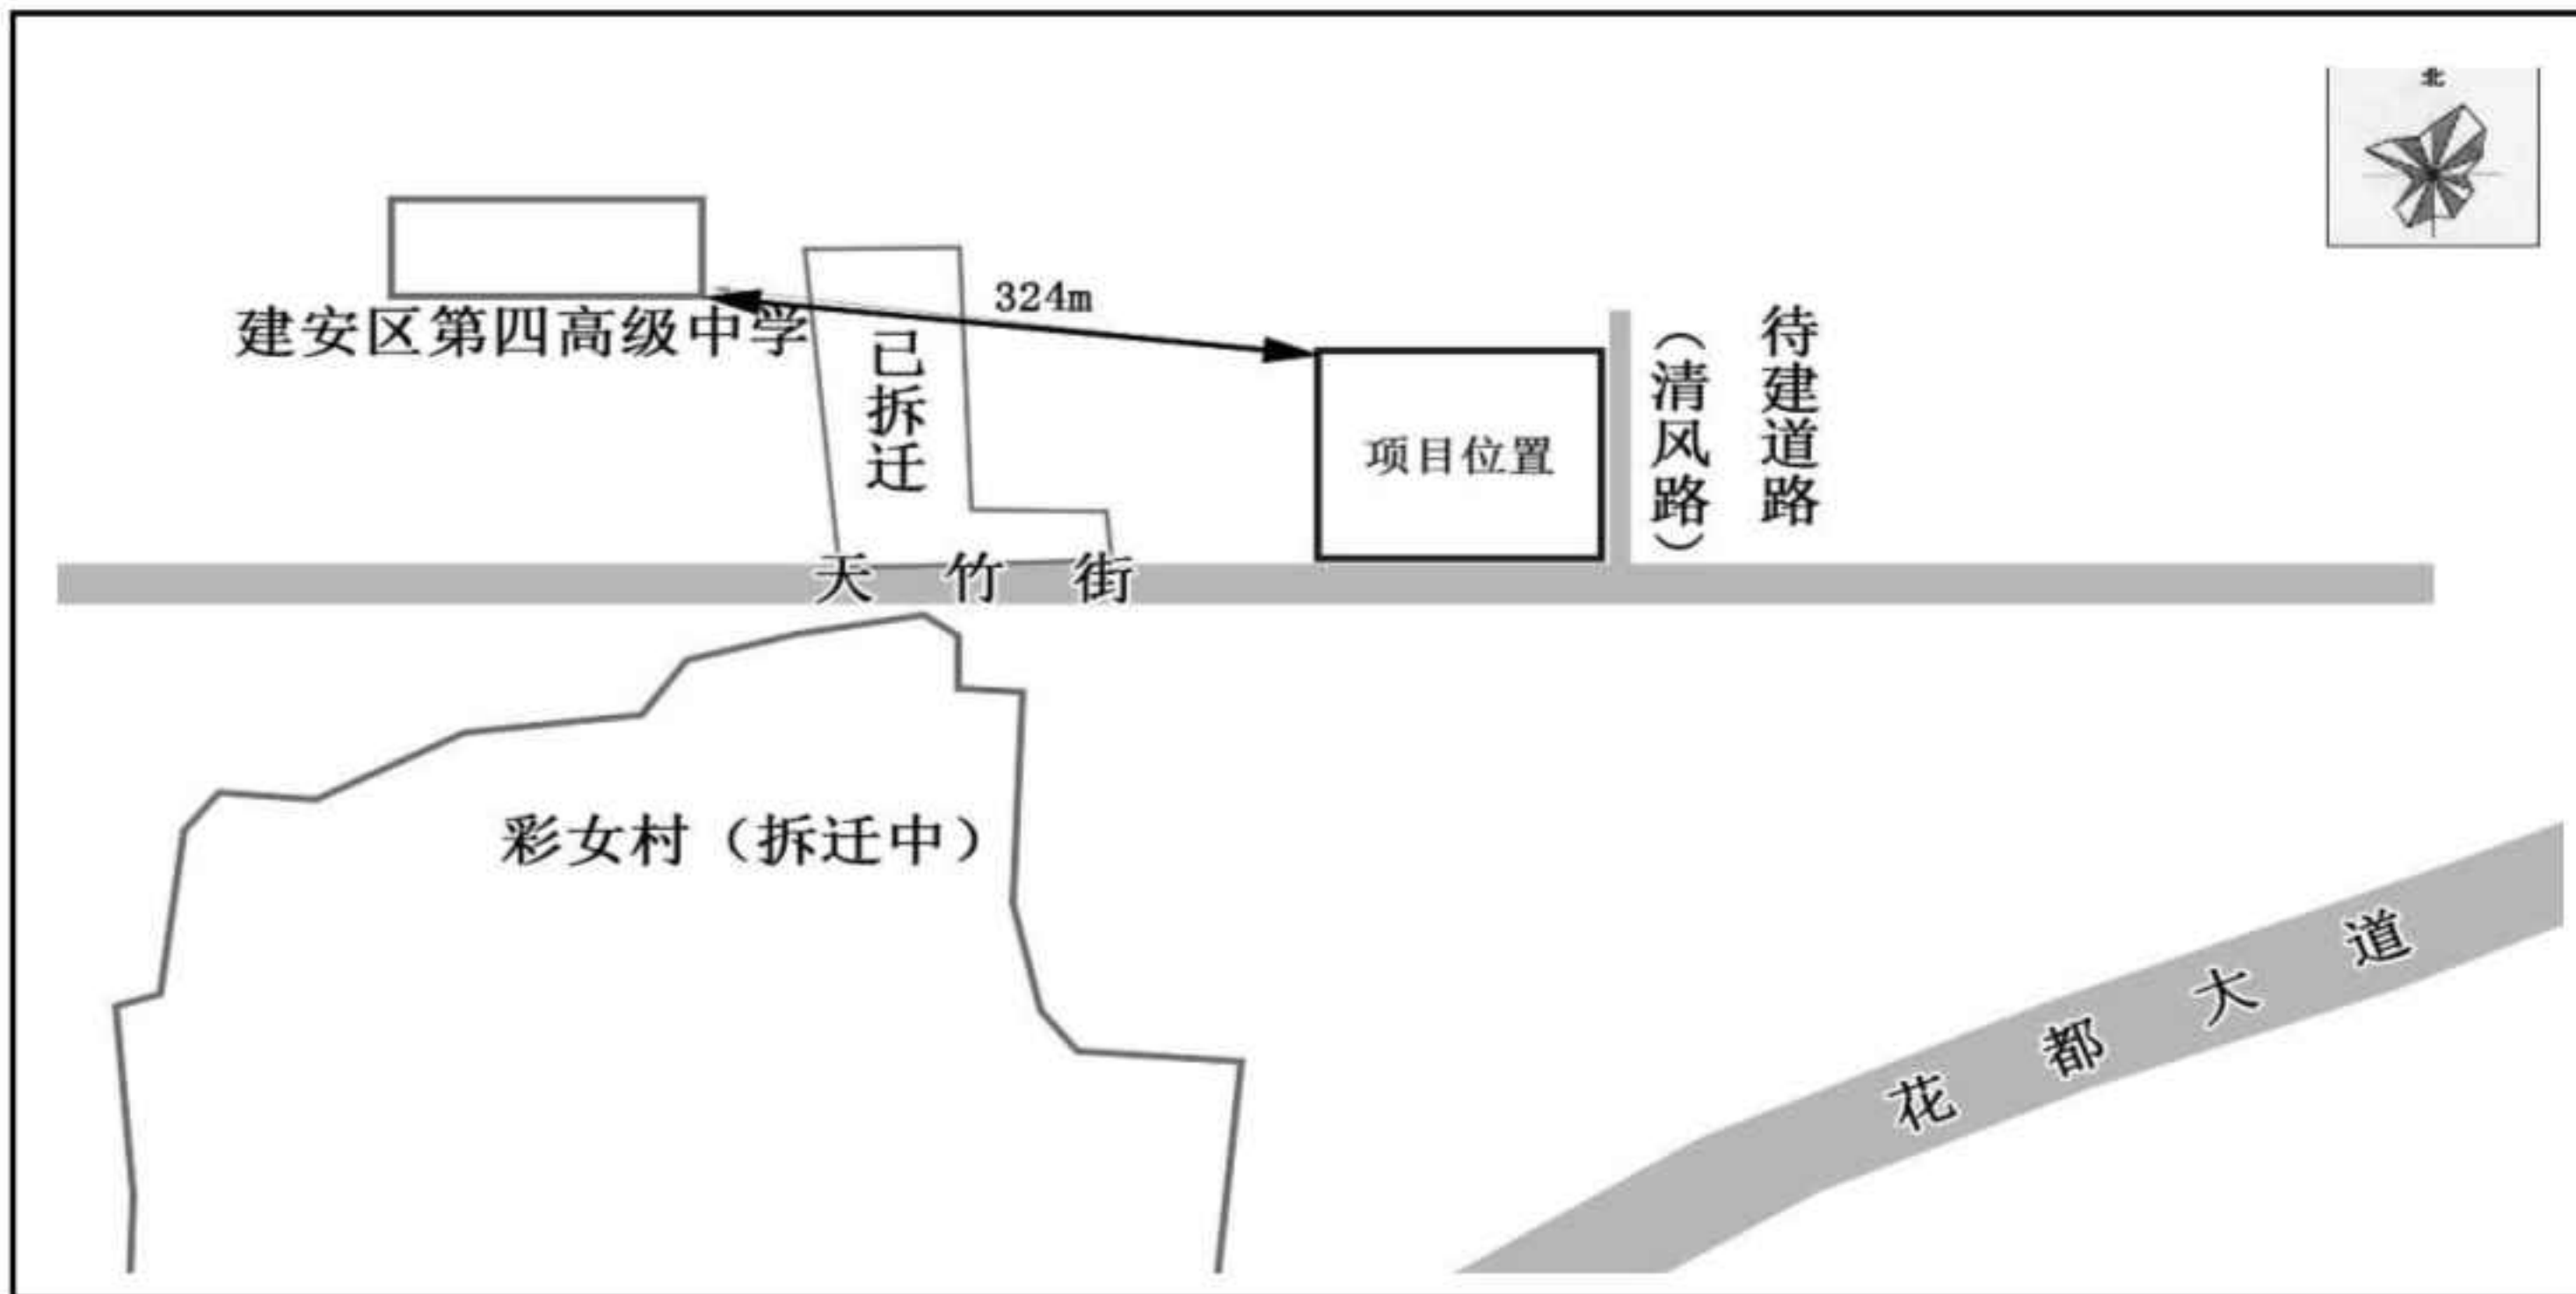 北
324m
建安区第四高级中学
已拆迁
项目位置
（清风路）
待建道路
天竹街
彩女村（拆迁中）
花都大道